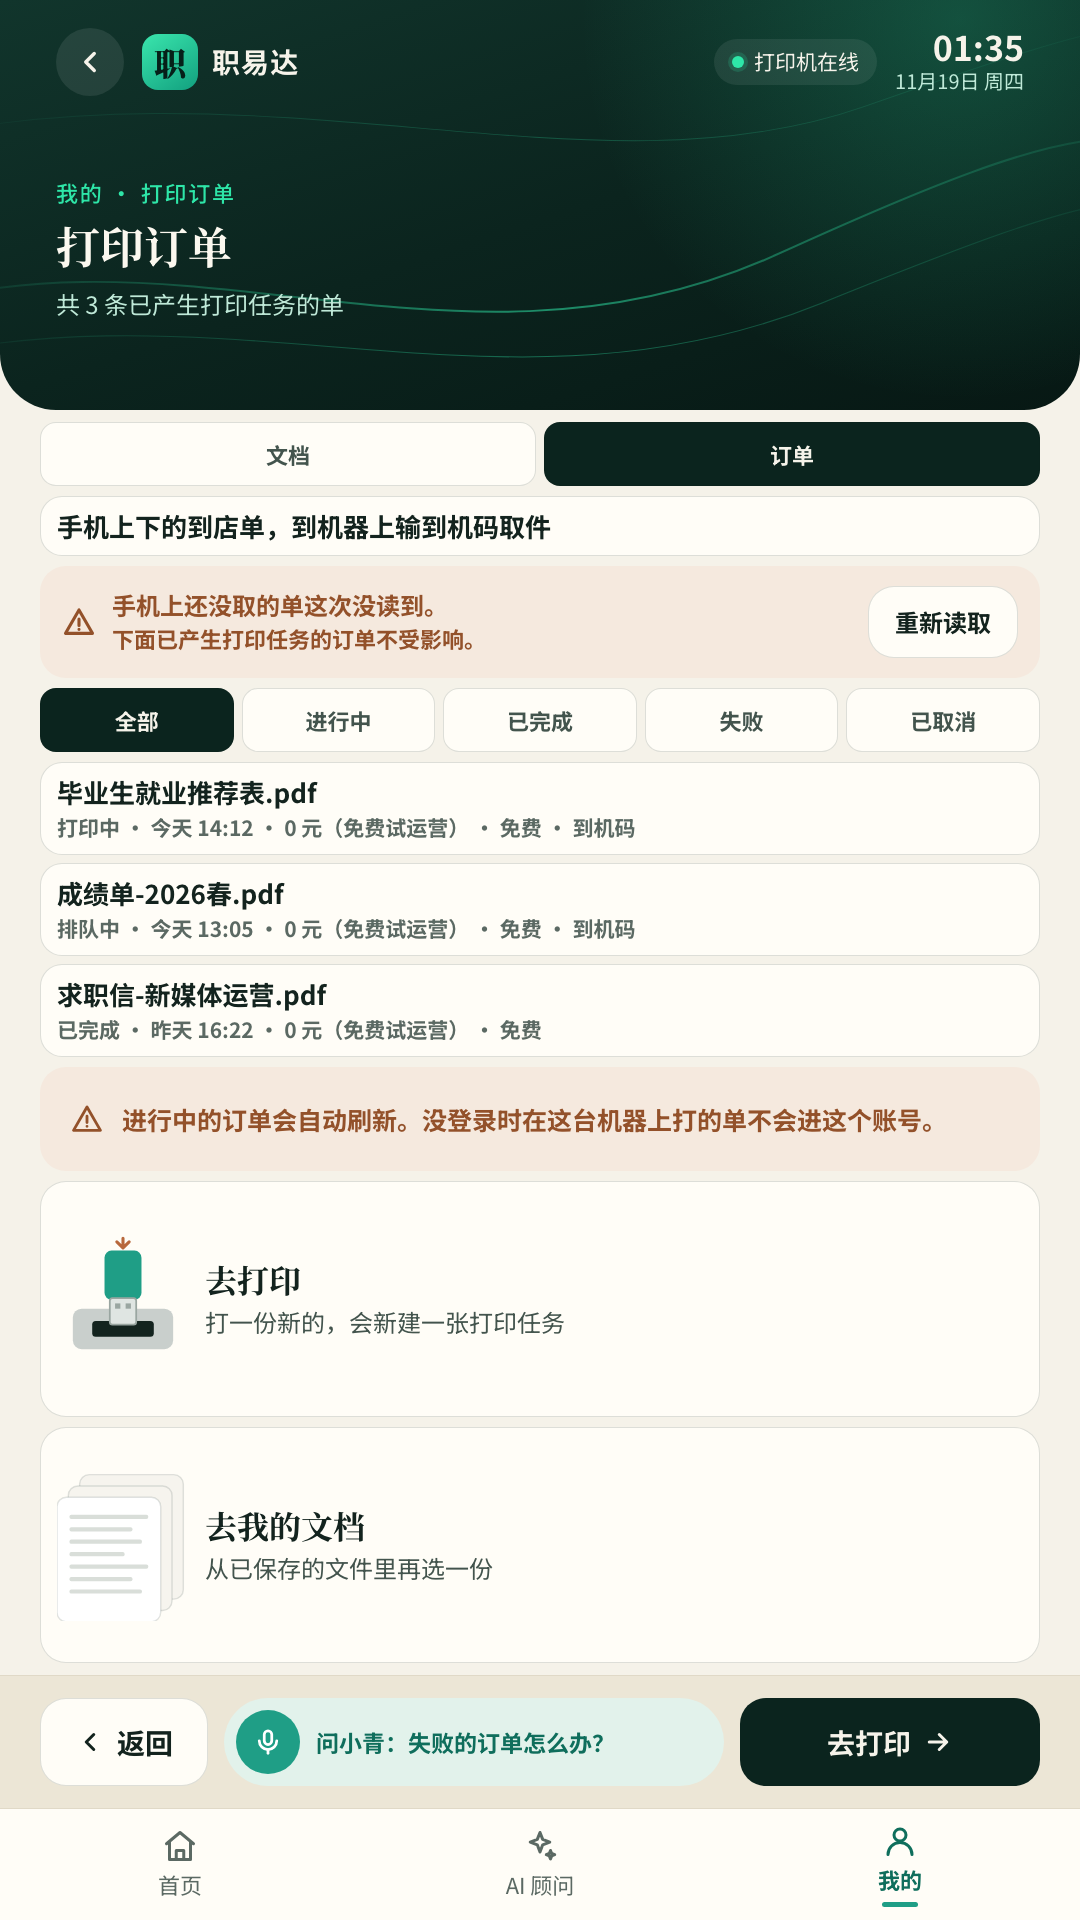 职 职易达
打印机在线
01:35
11月19日 周四
我的 · 打印订单
打印订单
共 3 条已产生打印任务的单
文档
订单
手机上下的到店单，到机器上输到机码取件
手机上还没取的单这次没读到。
下面已产生打印任务的订单不受影响。
重新读取
全部
进行中
已完成
失败
已取消
毕业生就业推荐表.pdf
打印中 · 今天 14:12 · 0 元（免费试运营） · 免费 · 到机码
成绩单-2026春.pdf
排队中 · 今天 13:05 · 0 元（免费试运营） · 免费 · 到机码
求职信-新媒体运营.pdf
已完成 · 昨天 16:22 · 0 元（免费试运营） · 免费
进行中的订单会自动刷新。没登录时在这台机器上打的单不会进这个账号。
去打印
打一份新的，会新建一张打印任务
去我的文档
从已保存的文件里再选一份
返回
问小青：失败的订单怎么办？
去打印
首页
AI 顾问
我的